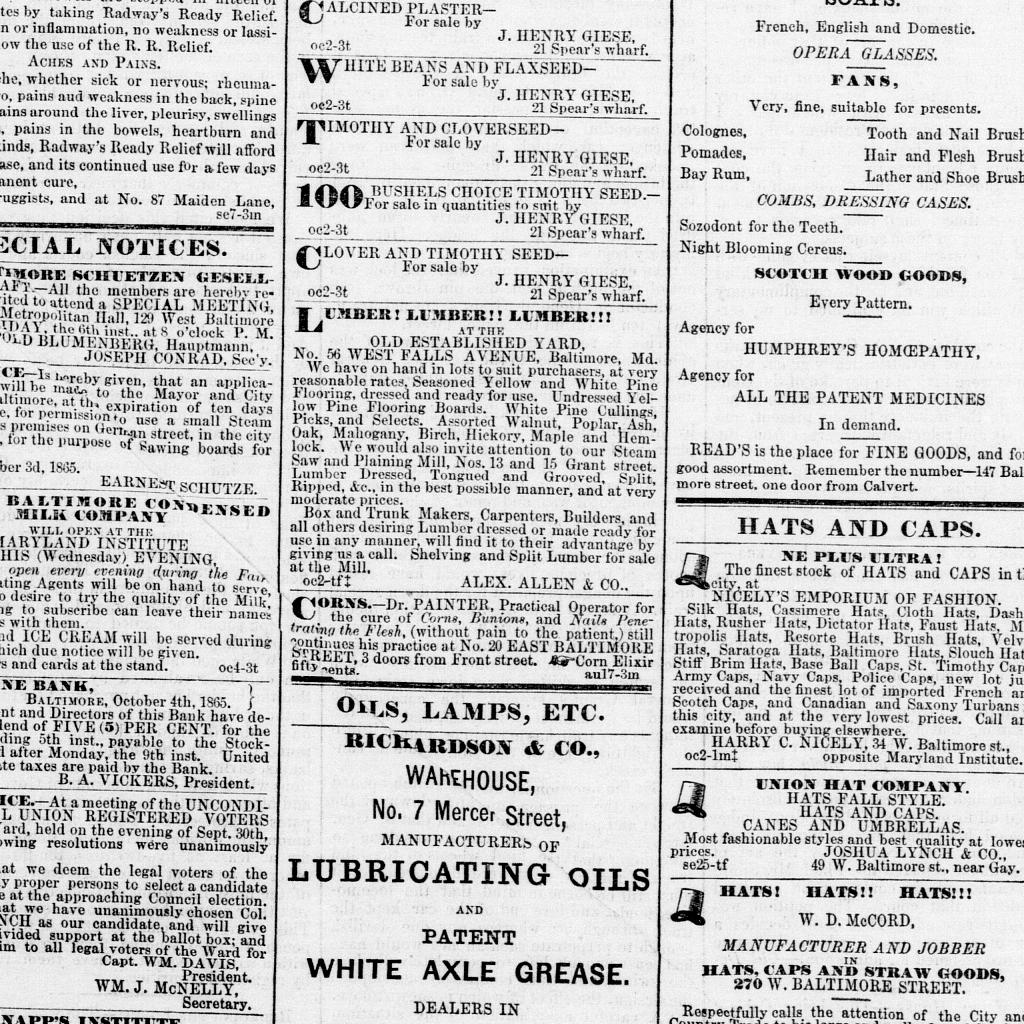 tes by taking Radway's Ready Relief.
n or inflammation, no weakness or lassi-
ow the use of the R. R. Relief.
ACHES AND PAINS.
he, whether sick or nervous; rheuma-
o, pains aud weakness in the back, spine
ains around the liver, pleurisy, swellings
, pains in the bowels, heartburn and
kinds, Radway's Ready Relief will afford
ase, and its continued use for a few days
anent cure,
ruggists, and at No. 87 Maiden Lane,
se7-3m
ECIAL NOTICES.
TIMORE SCHUETZEN GESELL-
AFT.—All the members are hereby re-
ited to attend a SPECIAL MEETING,
Metropolitan Hall, 129 West Baltimore
IDAY, the 6th inst., at 8 o'clock P. M.
OLD BLUMENBERG, Hauptmann,
JOSEPH CONRAD, Sec'y.
ICE—Is hereby given, that an applica-
will be made to the Mayor and City
altimore, at the expiration of ten days
e, for permission to use a small Steam
s premises on German street, in the city
, for the purpose of Sawing boards for
ber 3d, 1865.
EARNEST SCHUTZE.
BALTIMORE CONDENSED
MILK COMPANY
WILL OPEN AT THE
MARYLAND INSTITUTE
HIS (Wednesday) EVENING,
open every evening during the Fair.
ating Agents will be on hand to serve,
o desire to try the quality of the Milk,
ng to subscribe can leave their names
s with them.
nd ICE CREAM will be served during
hich due notice will be given.
rs and cards at the stand. oc4-3t
NE BANK,
BALTIMORE, October 4th, 1865. }
nt and Directors of this Bank have de-
lend of FIVE (5) PER CENT. for the
ding 5th inst., payable to the Stock-
l after Monday, the 9th inst. United
te taxes are paid by the Bank.
B. A. VICKERS, President.
ICE.—At a meeting of the UNCONDI-
L UNION REGISTERED VOTERS
Ward, held on the evening of Sept. 30th,
owing resolutions were unanimously
at we deem the legal voters of the
y proper persons to select a candidate
e at the approaching Council election.
at we have unanimously chosen Col.
NCH as our candidate, and will give
ivided support at the ballot box; and
im to all legal voters of the Ward for
Capt. WM. DAVIS,
President.
WM. J. McNELLY,
Secretary.
NAPP'S INSTITUTE
CALCINED PLASTER—
For sale by
J. HENRY GIESE,
oc2-3t 21 Spear's wharf.
WHITE BEANS AND FLAXSEED—
For sale by
J. HENRY GIESE,
oc2-3t 21 Spear's wharf.
TIMOTHY AND CLOVERSEED—
For sale by
J. HENRY GIESE,
oc2-3t 21 Spear's wharf.
100 BUSHELS CHOICE TIMOTHY SEED.—
For sale in quantities to suit by
J. HENRY GIESE,
oc2-3t 21 Spear's wharf.
CLOVER AND TIMOTHY SEED—
For sale by
J. HENRY GIESE,
oc2-3t 21 Spear's wharf.
LUMBER! LUMBER!! LUMBER!!!
AT THE
OLD ESTABLISHED YARD,
No. 56 WEST FALLS AVENUE, Baltimore, Md.
We have on hand in lots to suit purchasers, at very
reasonable rates, Seasoned Yellow and White Pine
Flooring, dressed and ready for use. Undressed Yel-
low Pine Flooring Boards. White Pine Cullings,
Picks, and Selects. Assorted Walnut, Poplar, Ash,
Oak, Mahogany, Birch, Hickory, Maple and Hem-
lock. We would also invite attention to our Steam
Saw and Plaining Mill, Nos. 13 and 15 Grant street.
Lumber Dressed, Tongued and Grooved, Split,
Ripped, &c., in the best possible manner, and at very
moderate prices.
Box and Trunk Makers, Carpenters, Builders, and
all others desiring Lumber dressed or made ready for
use in any manner, will find it to their advantage by
giving us a call. Shelving and Split Lumber for sale
at the Mill.
oc2-tf‡ ALEX. ALLEN & CO.,
CORNS.—Dr. PAINTER, Practical Operator for
the cure of Corns, Bunions, and Nails Pene-
trating the Flesh, (without pain to the patient,) still
continues his practice at No. 20 EAST BALTIMORE
STREET, 3 doors from Front street. ☞Corn Elixir
fifty cents. au17-3m
OILS, LAMPS, ETC.
RICHARDSON & CO.,
WAREHOUSE,
No. 7 Mercer Street,
MANUFACTURERS OF
LUBRICATING OILS
AND
PATENT
WHITE AXLE GREASE.
DEALERS IN
SOAPS.
French, English and Domestic.
OPERA GLASSES.
FANS,
Very, fine, suitable for presents.
Colognes, Tooth and Nail Brush
Pomades, Hair and Flesh Brush
Bay Rum, Lather and Shoe Brush
COMBS, DRESSING CASES.
Sozodont for the Teeth.
Night Blooming Cereus.
SCOTCH WOOD GOODS,
Every Pattern.
Agency for
HUMPHREY'S HOMŒPATHY,
Agency for
ALL THE PATENT MEDICINES
In demand.
READ'S is the place for FINE GOODS, and for
good assortment. Remember the number—147 Bal
more street. one door from Calvert.
HATS AND CAPS.
NE PLUS ULTRA!
The finest stock of HATS and CAPS in th
city, at
NICELY'S EMPORIUM OF FASHION.
Silk Hats, Cassimere Hats, Cloth Hats, Dash
Hats, Rusher Hats, Dictator Hats, Faust Hats, M
tropolis Hats, Resorte Hats, Brush Hats, Velv
Hats, Saratoga Hats, Baltimore Hats, Slouch Hat
Stiff Brim Hats, Base Ball Caps, St. Timothy Cap
Army Caps, Navy Caps, Police Caps, new lot ju
received and the finest lot of imported French an
Scotch Caps, and Canadian and Saxony Turbans
this city, and at the very lowest prices. Call an
examine before buying elsewhere.
HARRY C. NICELY, 34 W. Baltimore st.,
oc2-1m‡ opposite Maryland Institute.
UNION HAT COMPANY.
HATS FALL STYLE.
HATS AND CAPS.
CANES AND UMBRELLAS.
Most fashionable styles and best quality at lowes
prices. JOSHUA LYNCH & CO.,
se25-tf 49 W. Baltimore st., near Gay.
HATS! HATS!! HATS!!!
W. D. McCORD,
MANUFACTURER AND JOBBER
IN
HATS, CAPS AND STRAW GOODS,
270 W. BALTIMORE STREET.
Respectfully calls the attention of the City and